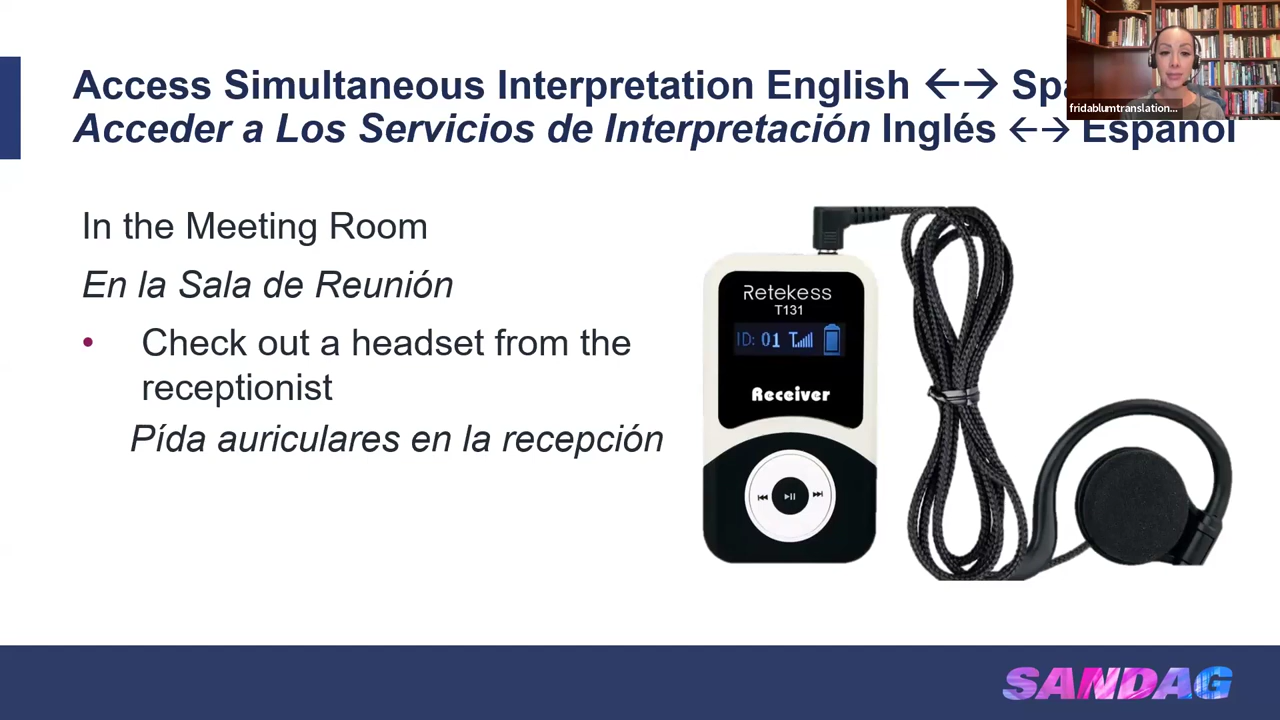 Access Simultaneous Interpretation English ←→
Acceder a Los Servicios de Interpretación Inglés ←→ Español
fridablumtranslation...
In the Meeting Room
En la Sala de Reunión
• Check out a headset from the
receptionist
Pída auriculares en la recepción
Retekess
T131
ID: 01
Receiver
SANDAG